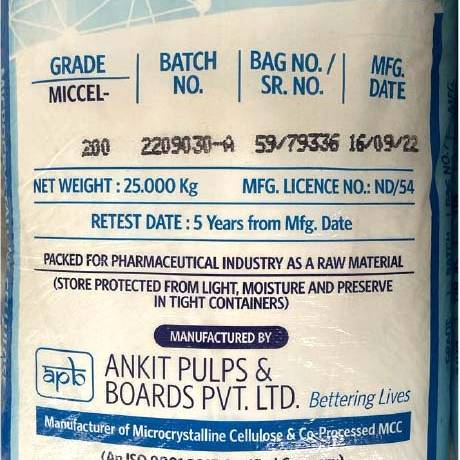 GRADE
MICCEL-
BATCH
NO.
BAG NO. /
SR. NO.
MFG.
DATE
200 2209030-A 59/79336 16/09/22
NET WEIGHT : 25.000 Kg MFG. LICENCE NO.: ND/54
RETEST DATE : 5 Years from Mfg. Date
PACKED FOR PHARMACEUTICAL INDUSTRY AS A RAW MATERIAL
(STORE PROTECTED FROM LIGHT, MOISTURE AND PRESERVE
IN TIGHT CONTAINERS)
MANUFACTURED BY
apb
ANKIT PULPS &
BOARDS PVT. LTD. Bettering Lives
Manufacturer of Microcrystalline Cellulose & Co-Processed MCC